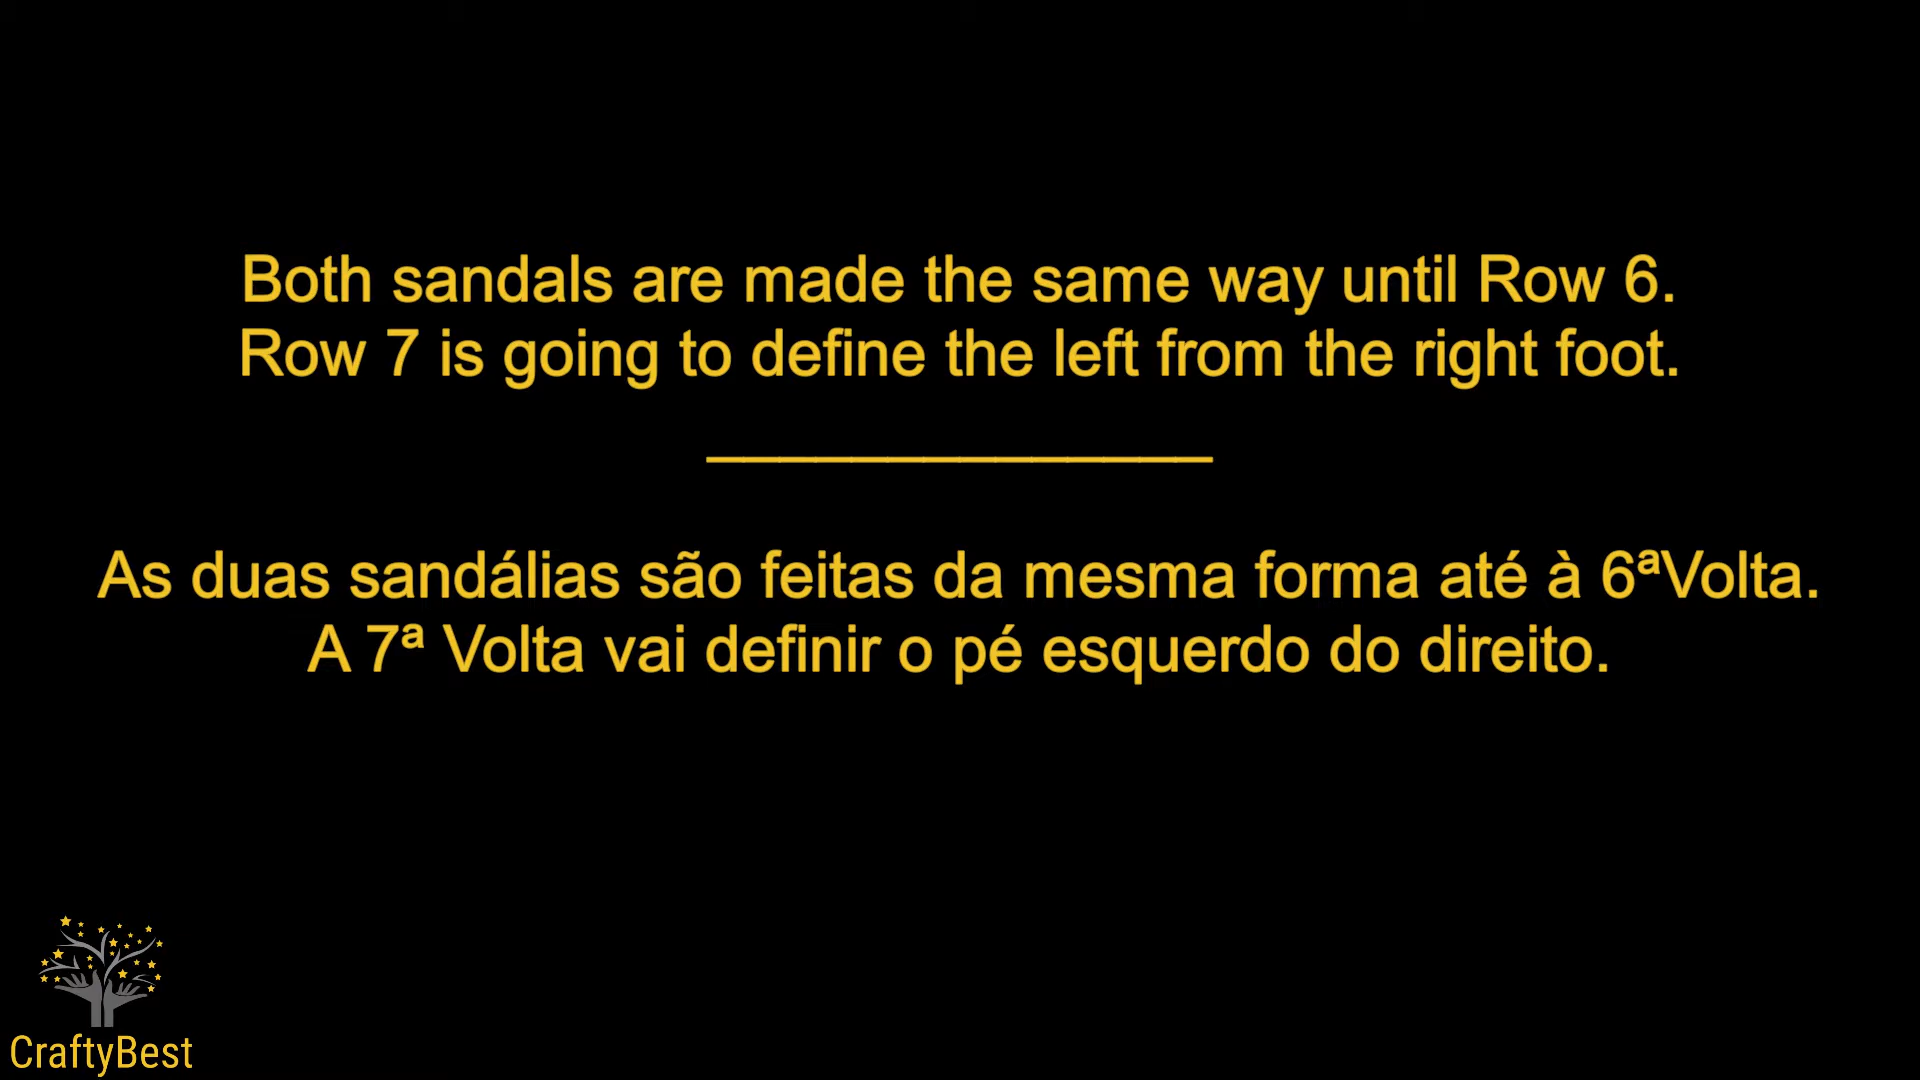 Both sandals are made the same way until Row 6.
Row 7 is going to define the left from the right foot.
As duas sandálias são feitas da mesma forma até à 6ªVolta.
A 7ª Volta vai definir o pé esquerdo do direito.
CraftyBest